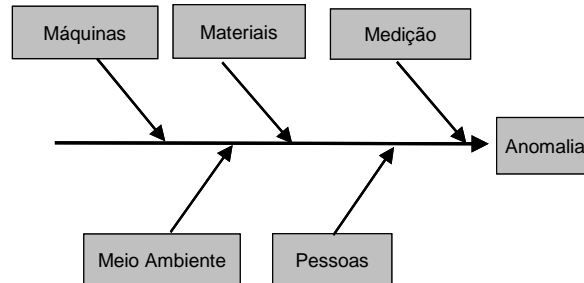 Máquinas
Materiais
Medição
Anomalia
Meio Ambiente
Pessoas